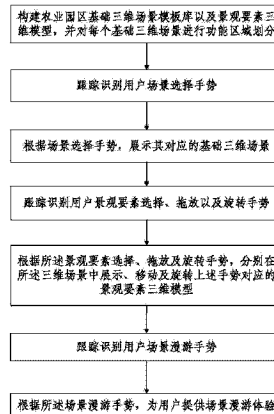 构建农业园区基础三维场景模板库以及景观要素三
维模型，并对每个基础三维场景进行功能区域划分
跟踪识别用户场景选择手势
根据场景选择手势，展示其对应的基础三维场景
跟踪识别用户景观要素选择、拖放以及旋转手势
根据所述景观要素选择、拖放及旋转手势，分别在
所述三维场景中展示、移动及旋转上述手势对应的
景观要素三维模型
跟踪识别用户场景漫游手势
根据所述场景漫游手势，为用户提供场景漫游体验